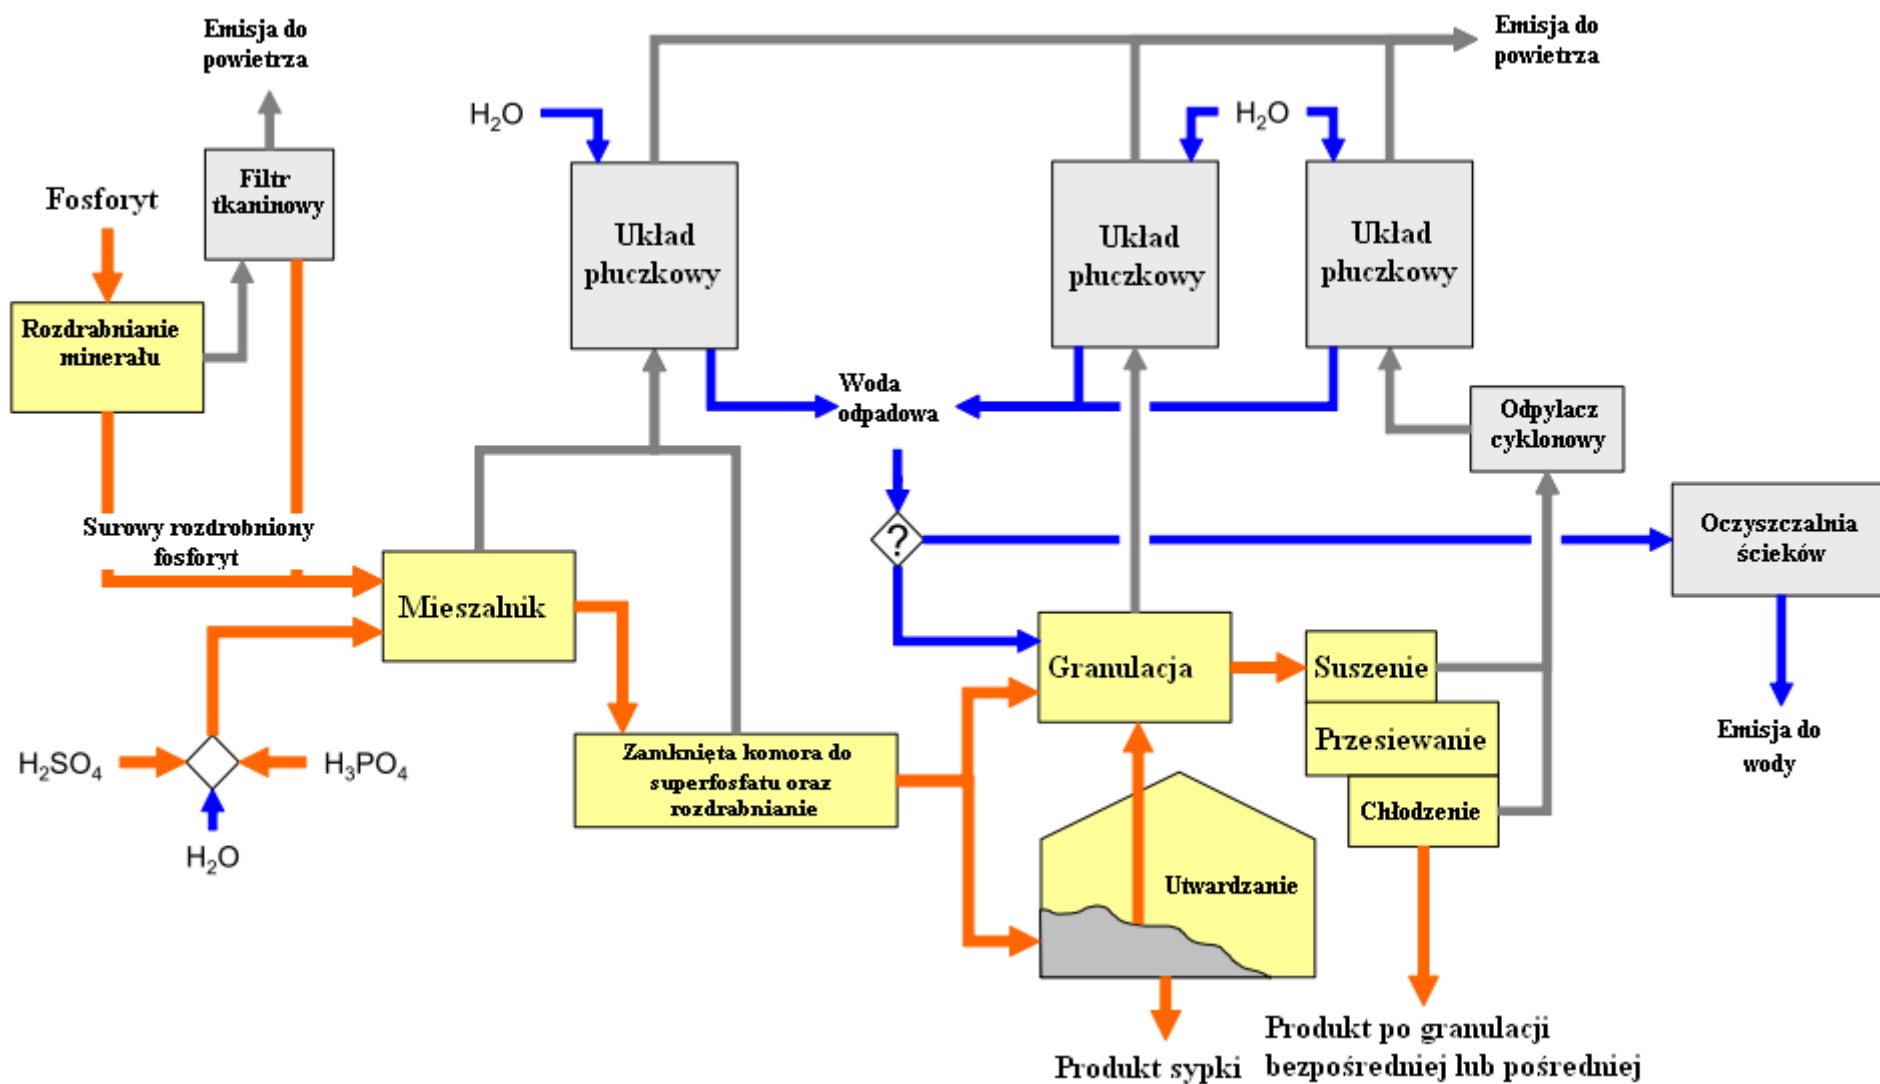 Emisja do
powietrza
Emisja do
powietrza
H₂O
H₂O
Filtr
tkaninowy
Fosforyt
Układ
płuczkowy
Układ
płuczkowy
Układ
płuczkowy
Rozdrabnianie
minerału
Woda
odpadowa
Odpylacz
cyklonowy
Surowy rozdrobniony
fosforyt
?
Oczyszczalnia
ścieków
Mieszalnik
Granulacja
Suszenie
Przesiewanie
Chłodzenie
Emisja do
wody
H₂SO₄
H₃PO₄
H₂O
Zamknięta komora do
superfosfatu oraz
rozdrabnianie
Utwardzanie
Produkt sypki
Produkt po granulacji
bezpośredniej lub pośredniej